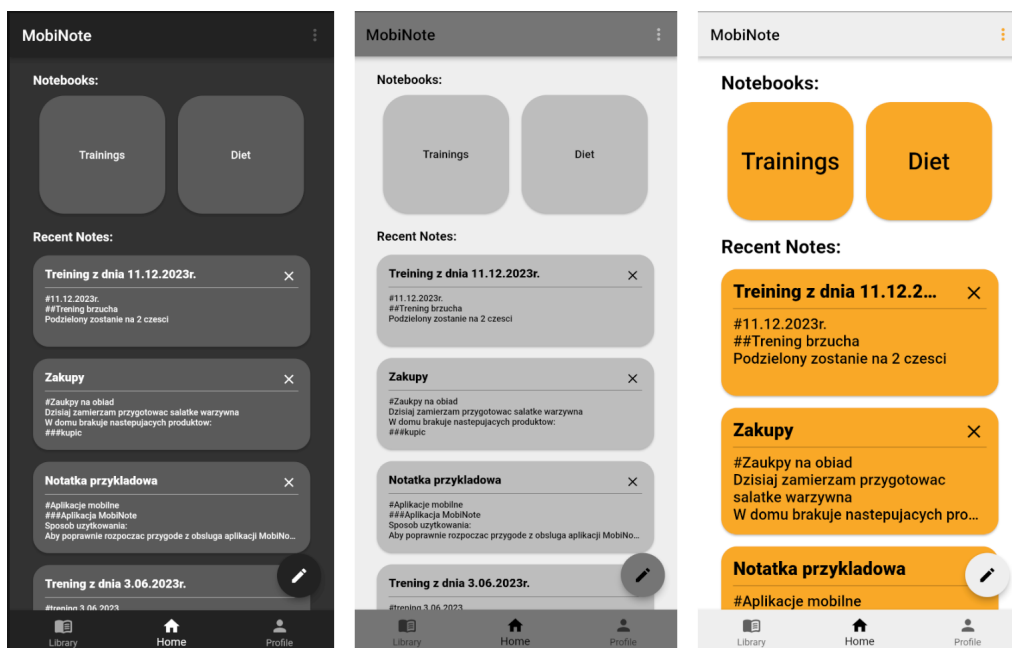 MobiNote
Notebooks:
Trainings
Diet
Recent Notes:
Treining z dnia 11.12.2023r.
#11.12.2023r.
##Trening brzucha
Podzielony zostanie na 2 czesci
Zakupy
#Zaukpy na obiad
Dzisiaj zamierzam przygotowac salatke warzywna
W domu brakuje nastepujacych produktow:
###kupic
Notatka przykladowa
#Aplikacje mobilne
###Aplikacja MobiNote
Sposob uzytkowania:
Aby poprawnie rozpoczac przygode z obsluga aplikacji MobiNo...
Trening z dnia 3.06.2023r.
#trening 3.06.2023
Library
Home
Profile
MobiNote
Notebooks:
Trainings
Diet
Recent Notes:
Treining z dnia 11.12.2023r.
#11.12.2023r.
##Trening brzucha
Podzielony zostanie na 2 czesci
Zakupy
#Zaukpy na obiad
Dzisiaj zamierzam przygotowac salatke warzywna
W domu brakuje nastepujacych produktow:
###kupic
Notatka przykladowa
#Aplikacje mobilne
###Aplikacja MobiNote
Sposob uzytkowania:
Aby poprawnie rozpoczac przygode z obsluga aplikacji MobiNo...
Trening z dnia 3.06.2023r.
#trening 3.06.2023
Library
Home
Profile
MobiNote
Notebooks:
Trainings
Diet
Recent Notes:
Treining z dnia 11.12.2...
#11.12.2023r.
##Trening brzucha
Podzielony zostanie na 2 czesci
Zakupy
#Zaukpy na obiad
Dzisiaj zamierzam przygotowac
salatke warzywna
W domu brakuje nastepujacych pro...
Notatka przykladowa
#Aplikacje mobilne
Library
Home
Profile